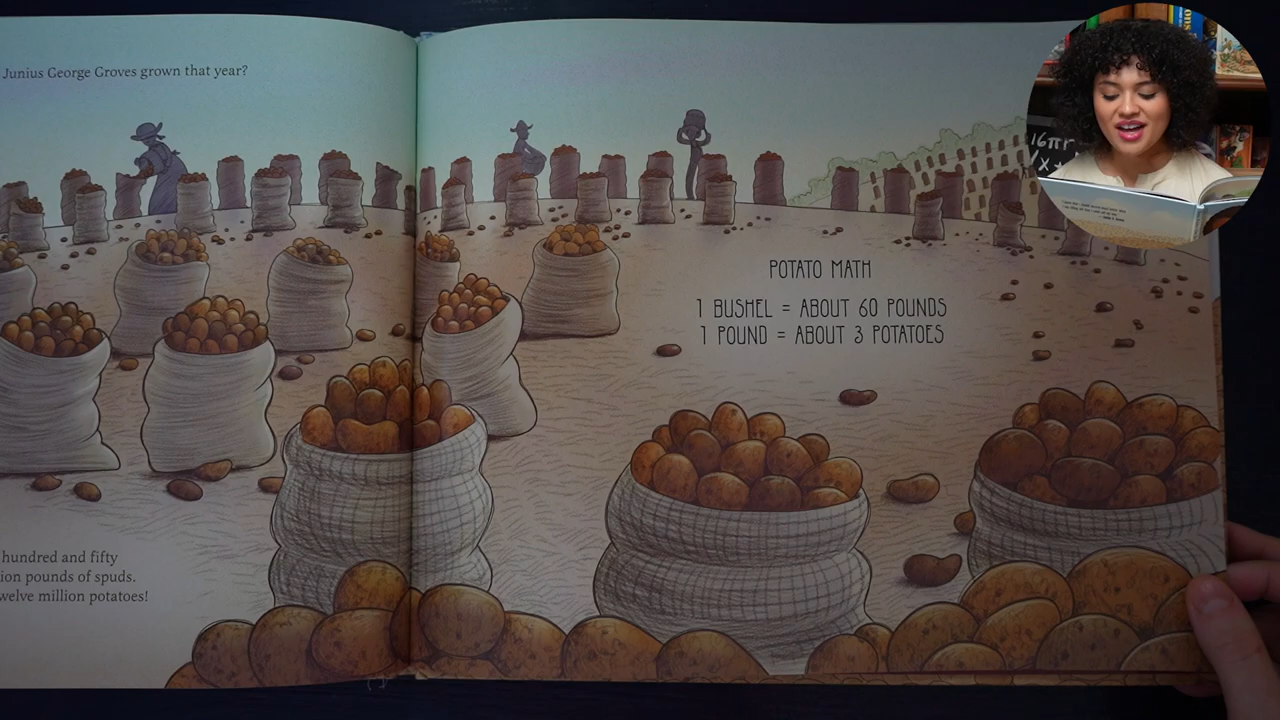 Junius George Groves grown that year?
POTATO MATH
1 BUSHEL = ABOUT 60 POUNDS
1 POUND = ABOUT 3 POTATOES
hundred and fifty
ion pounds of spuds.
welve million potatoes!
16πr